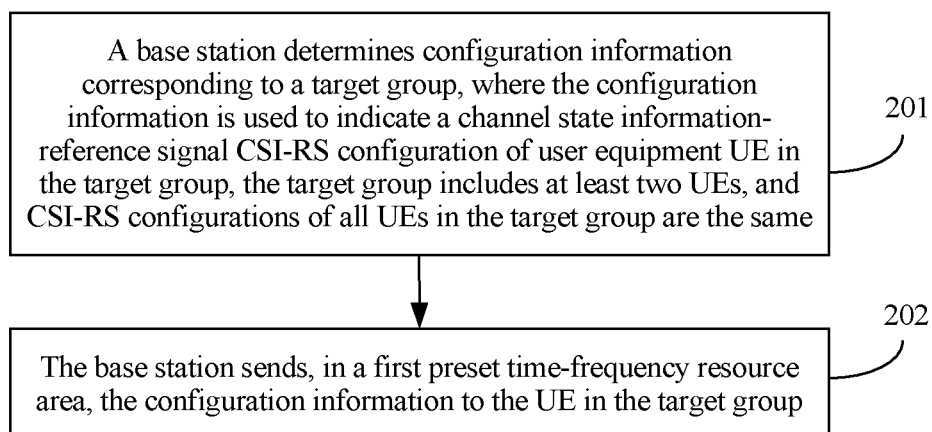 A base station determines configuration information
corresponding to a target group, where the configuration
information is used to indicate a channel state information-
reference signal CSI-RS configuration of user equipment UE in
the target group, the target group includes at least two UEs, and
CSI-RS configurations of all UEs in the target group are the same
201
202
The base station sends, in a first preset time-frequency resource
area, the configuration information to the UE in the target group